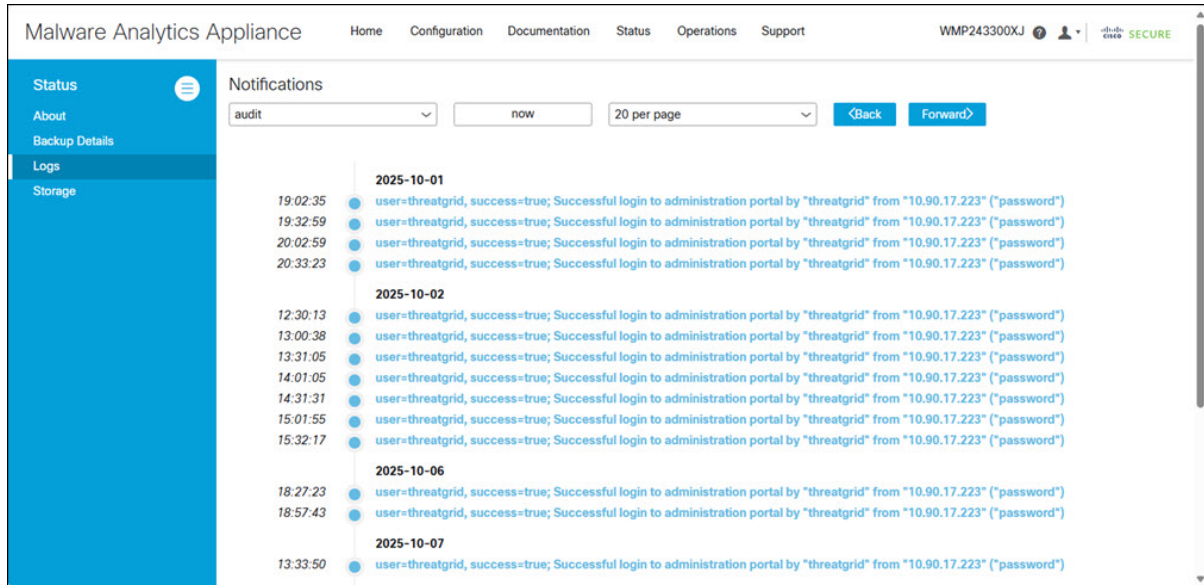 Malware Analytics Appliance
Home Configuration Documentation Status Operations Support
WMP243300XJ ?
cisco SECURE
Status
About
Backup Details
Logs
Storage
Notifications
audit now 20 per page <Back Forward>
2025-10-01
19:02:35 user=threatgrid, success=true; Successful login to administration portal by "threatgrid" from "10.90.17.223" ("password")
19:32:59 user=threatgrid, success=true; Successful login to administration portal by "threatgrid" from "10.90.17.223" ("password")
20:02:59 user=threatgrid, success=true; Successful login to administration portal by "threatgrid" from "10.90.17.223" ("password")
20:33:23 user=threatgrid, success=true; Successful login to administration portal by "threatgrid" from "10.90.17.223" ("password")
2025-10-02
12:30:13 user=threatgrid, success=true; Successful login to administration portal by "threatgrid" from "10.90.17.223" ("password")
13:00:38 user=threatgrid, success=true; Successful login to administration portal by "threatgrid" from "10.90.17.223" ("password")
13:31:05 user=threatgrid, success=true; Successful login to administration portal by "threatgrid" from "10.90.17.223" ("password")
14:01:05 user=threatgrid, success=true; Successful login to administration portal by "threatgrid" from "10.90.17.223" ("password")
14:31:31 user=threatgrid, success=true; Successful login to administration portal by "threatgrid" from "10.90.17.223" ("password")
15:01:55 user=threatgrid, success=true; Successful login to administration portal by "threatgrid" from "10.90.17.223" ("password")
15:32:17 user=threatgrid, success=true; Successful login to administration portal by "threatgrid" from "10.90.17.223" ("password")
2025-10-06
18:27:23 user=threatgrid, success=true; Successful login to administration portal by "threatgrid" from "10.90.17.223" ("password")
18:57:43 user=threatgrid, success=true; Successful login to administration portal by "threatgrid" from "10.90.17.223" ("password")
2025-10-07
13:33:50 user=threatgrid, success=true; Successful login to administration portal by "threatgrid" from "10.90.17.223" ("password")